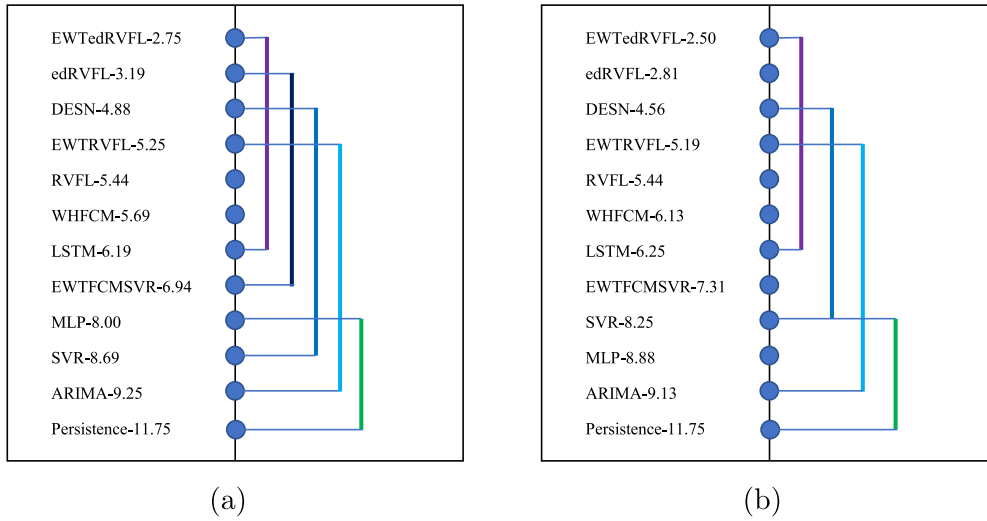 EWTedRVFL-2.75
edRVFL-3.19
DESN-4.88
EWTRVFL-5.25
RVFL-5.44
WHFCM-5.69
LSTM-6.19
EWTFCMSVR-6.94
MLP-8.00
SVR-8.69
ARIMA-9.25
Persistence-11.75
(a)
EWTedRVFL-2.50
edRVFL-2.81
DESN-4.56
EWTRVFL-5.19
RVFL-5.44
WHFCM-6.13
LSTM-6.25
EWTFCMSVR-7.31
SVR-8.25
MLP-8.88
ARIMA-9.13
Persistence-11.75
(b)